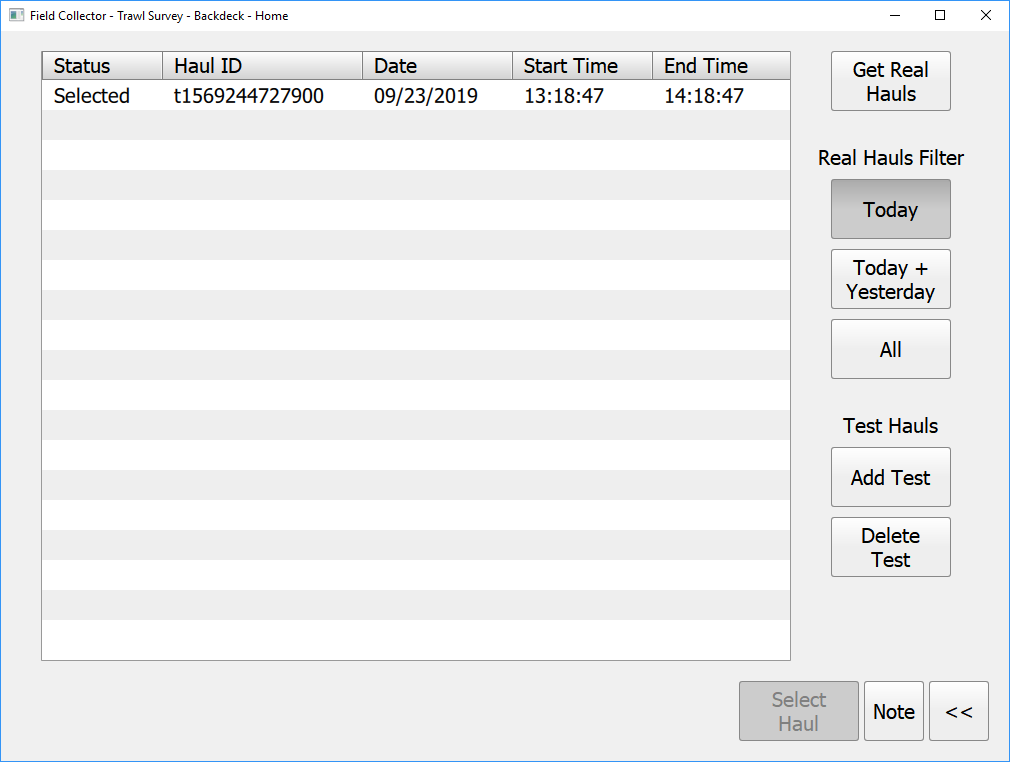 Field Collector - Trawl Survey - Backdeck - Home
Status Haul ID Date Start Time End Time
Selected t1569244727900 09/23/2019 13:18:47 14:18:47
Get Real
Hauls
Real Hauls Filter
Today
Today +
Yesterday
All
Test Hauls
Add Test
Delete
Test
Select
Haul
Note
<<